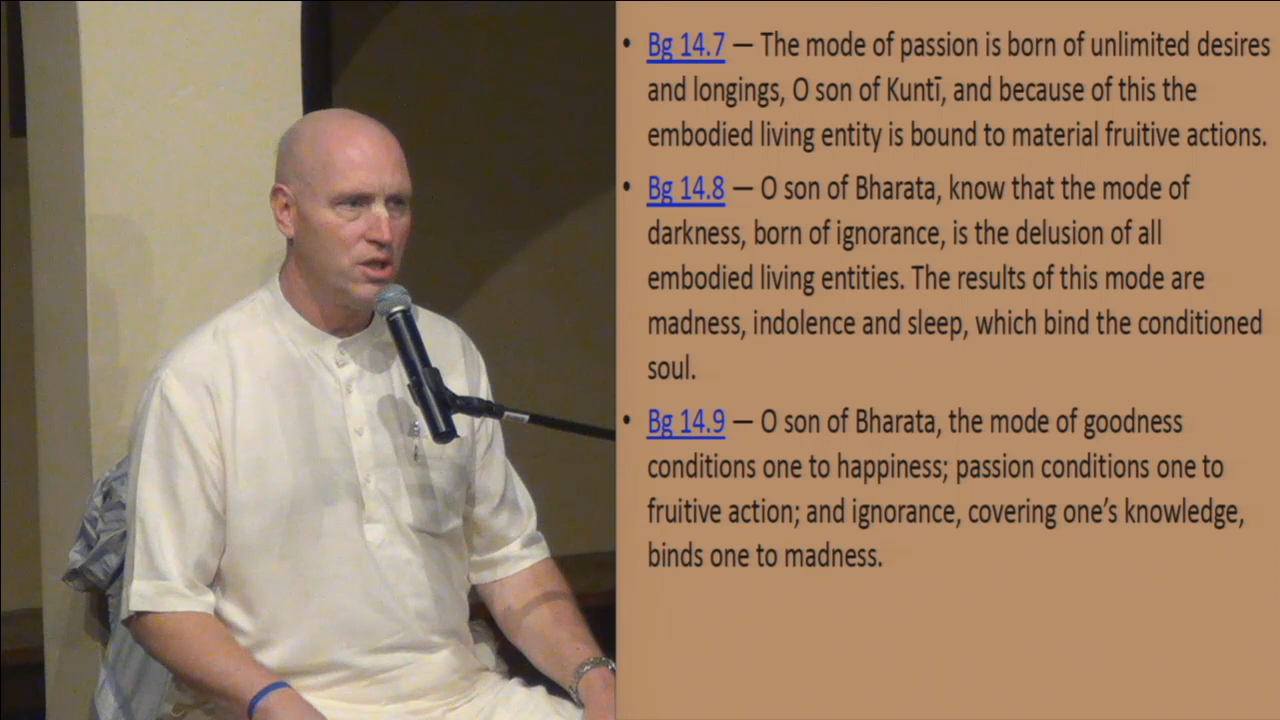 • Bg 14.7 — The mode of passion is born of unlimited desires
and longings, O son of Kuntī, and because of this the
embodied living entity is bound to material fruitive actions.
• Bg 14.8 — O son of Bharata, know that the mode of
darkness, born of ignorance, is the delusion of all
embodied living entities. The results of this mode are
madness, indolence and sleep, which bind the conditioned
soul.
• Bg 14.9 — O son of Bharata, the mode of goodness
conditions one to happiness; passion conditions one to
fruitive action; and ignorance, covering one’s knowledge,
binds one to madness.